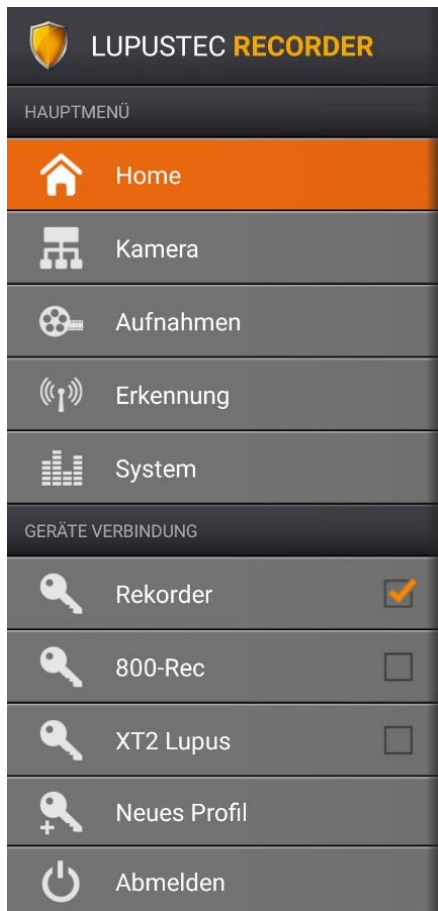 LUPUSTEC RECORDER
HAUPTMENÜ
Home
Kamera
Aufnahmen
Erkennung
System
GERÄTE VERBINDUNG
Rekorder
800-Rec
XT2 Lupus
Neues Profil
Abmelden